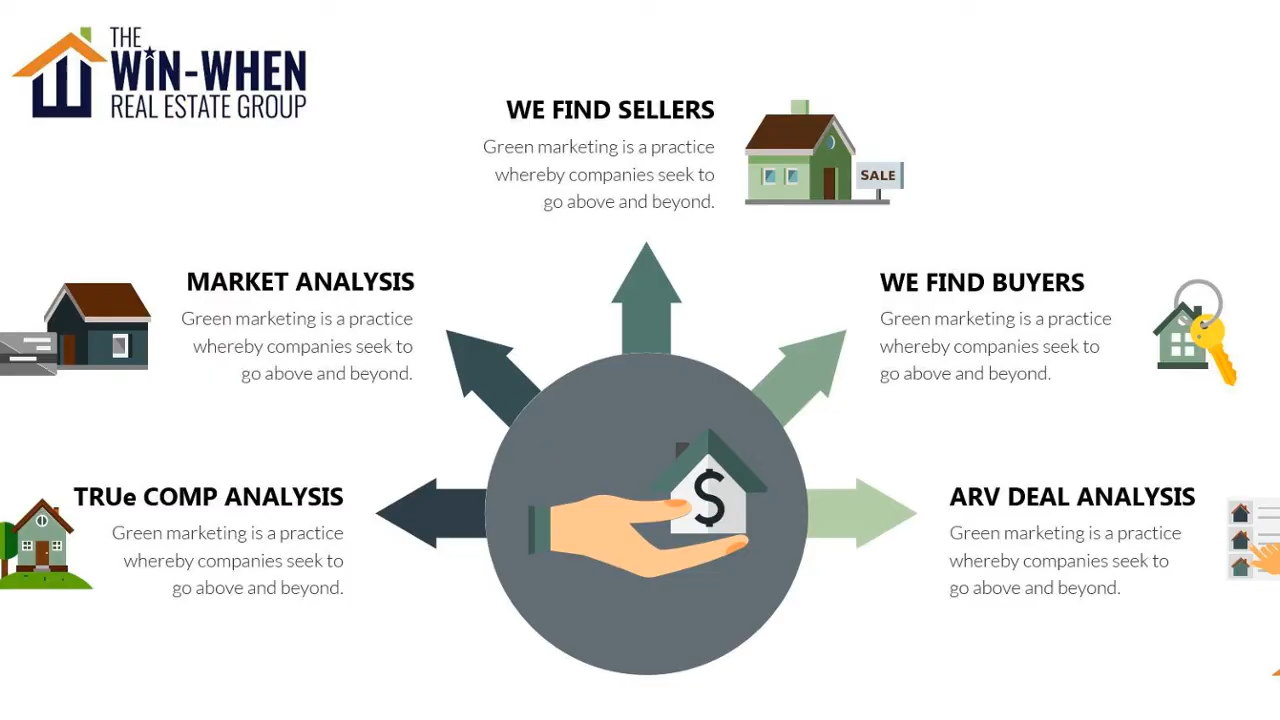 THE
WiN-WHEN
REAL ESTATE GROUP
WE FIND SELLERS
Green marketing is a practice
whereby companies seek to
go above and beyond.
SALE
MARKET ANALYSIS
Green marketing is a practice
whereby companies seek to
go above and beyond.
WE FIND BUYERS
Green marketing is a practice
whereby companies seek to
go above and beyond.
TRUe COMP ANALYSIS
Green marketing is a practice
whereby companies seek to
go above and beyond.
ARV DEAL ANALYSIS
Green marketing is a practice
whereby companies seek to
go above and beyond.
$